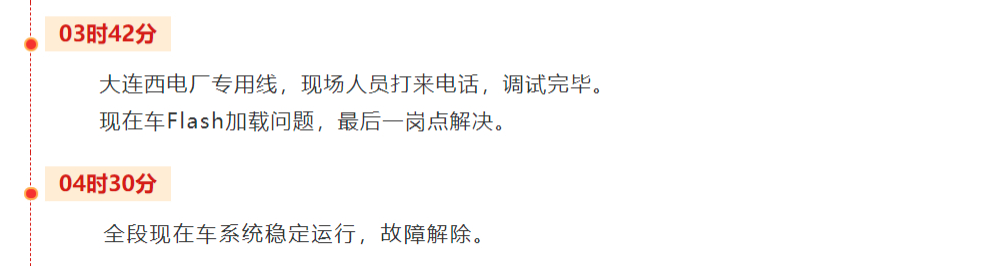 03时42分
大连西电厂专用线，现场人员打来电话，调试完毕。
现在车Flash加载问题，最后一岗点解决。
04时30分
全段现在车系统稳定运行，故障解除。